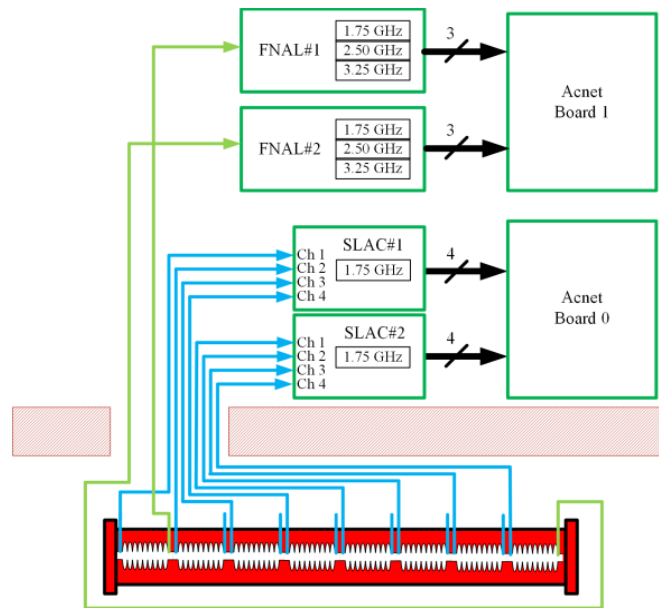 FNAL#1
1.75 GHz
2.50 GHz
3.25 GHz
3
Acnet
Board 1
FNAL#2
1.75 GHz
2.50 GHz
3.25 GHz
3
SLAC#1
Ch 1
Ch 2
Ch 3
Ch 4
1.75 GHz
4
Acnet
Board 0
SLAC#2
Ch 1
Ch 2
Ch 3
Ch 4
1.75 GHz
4